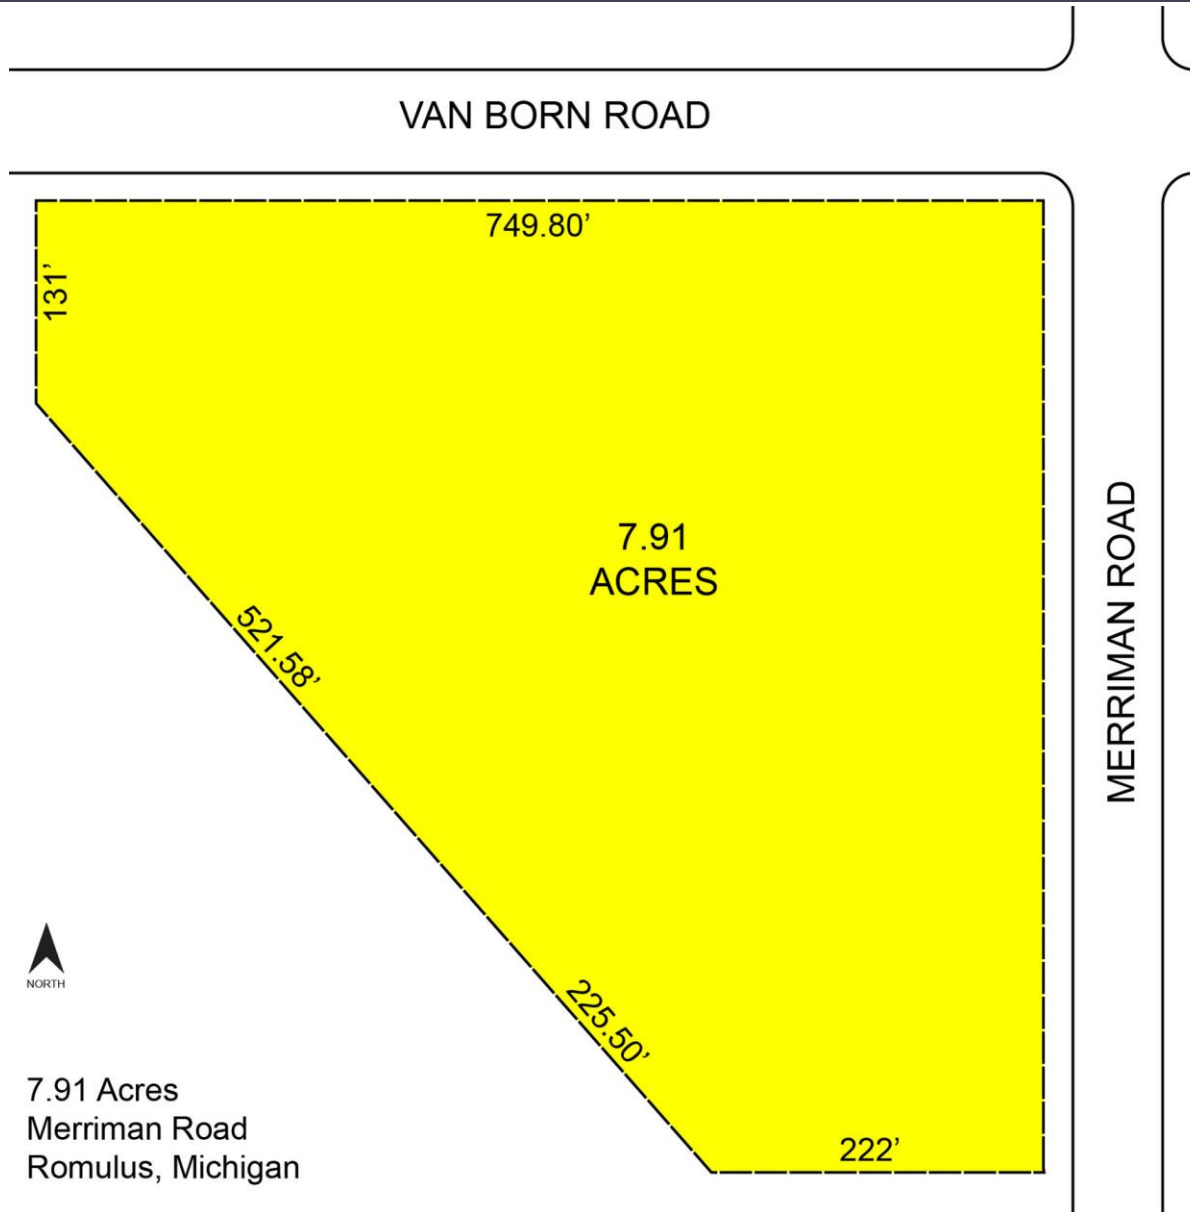 VAN BORN ROAD
749.80’
131’
7.91
ACRES
MERRIMAN ROAD
521.58’
225.50’
222’
NORTH
7.91 Acres
Merriman Road
Romulus, Michigan